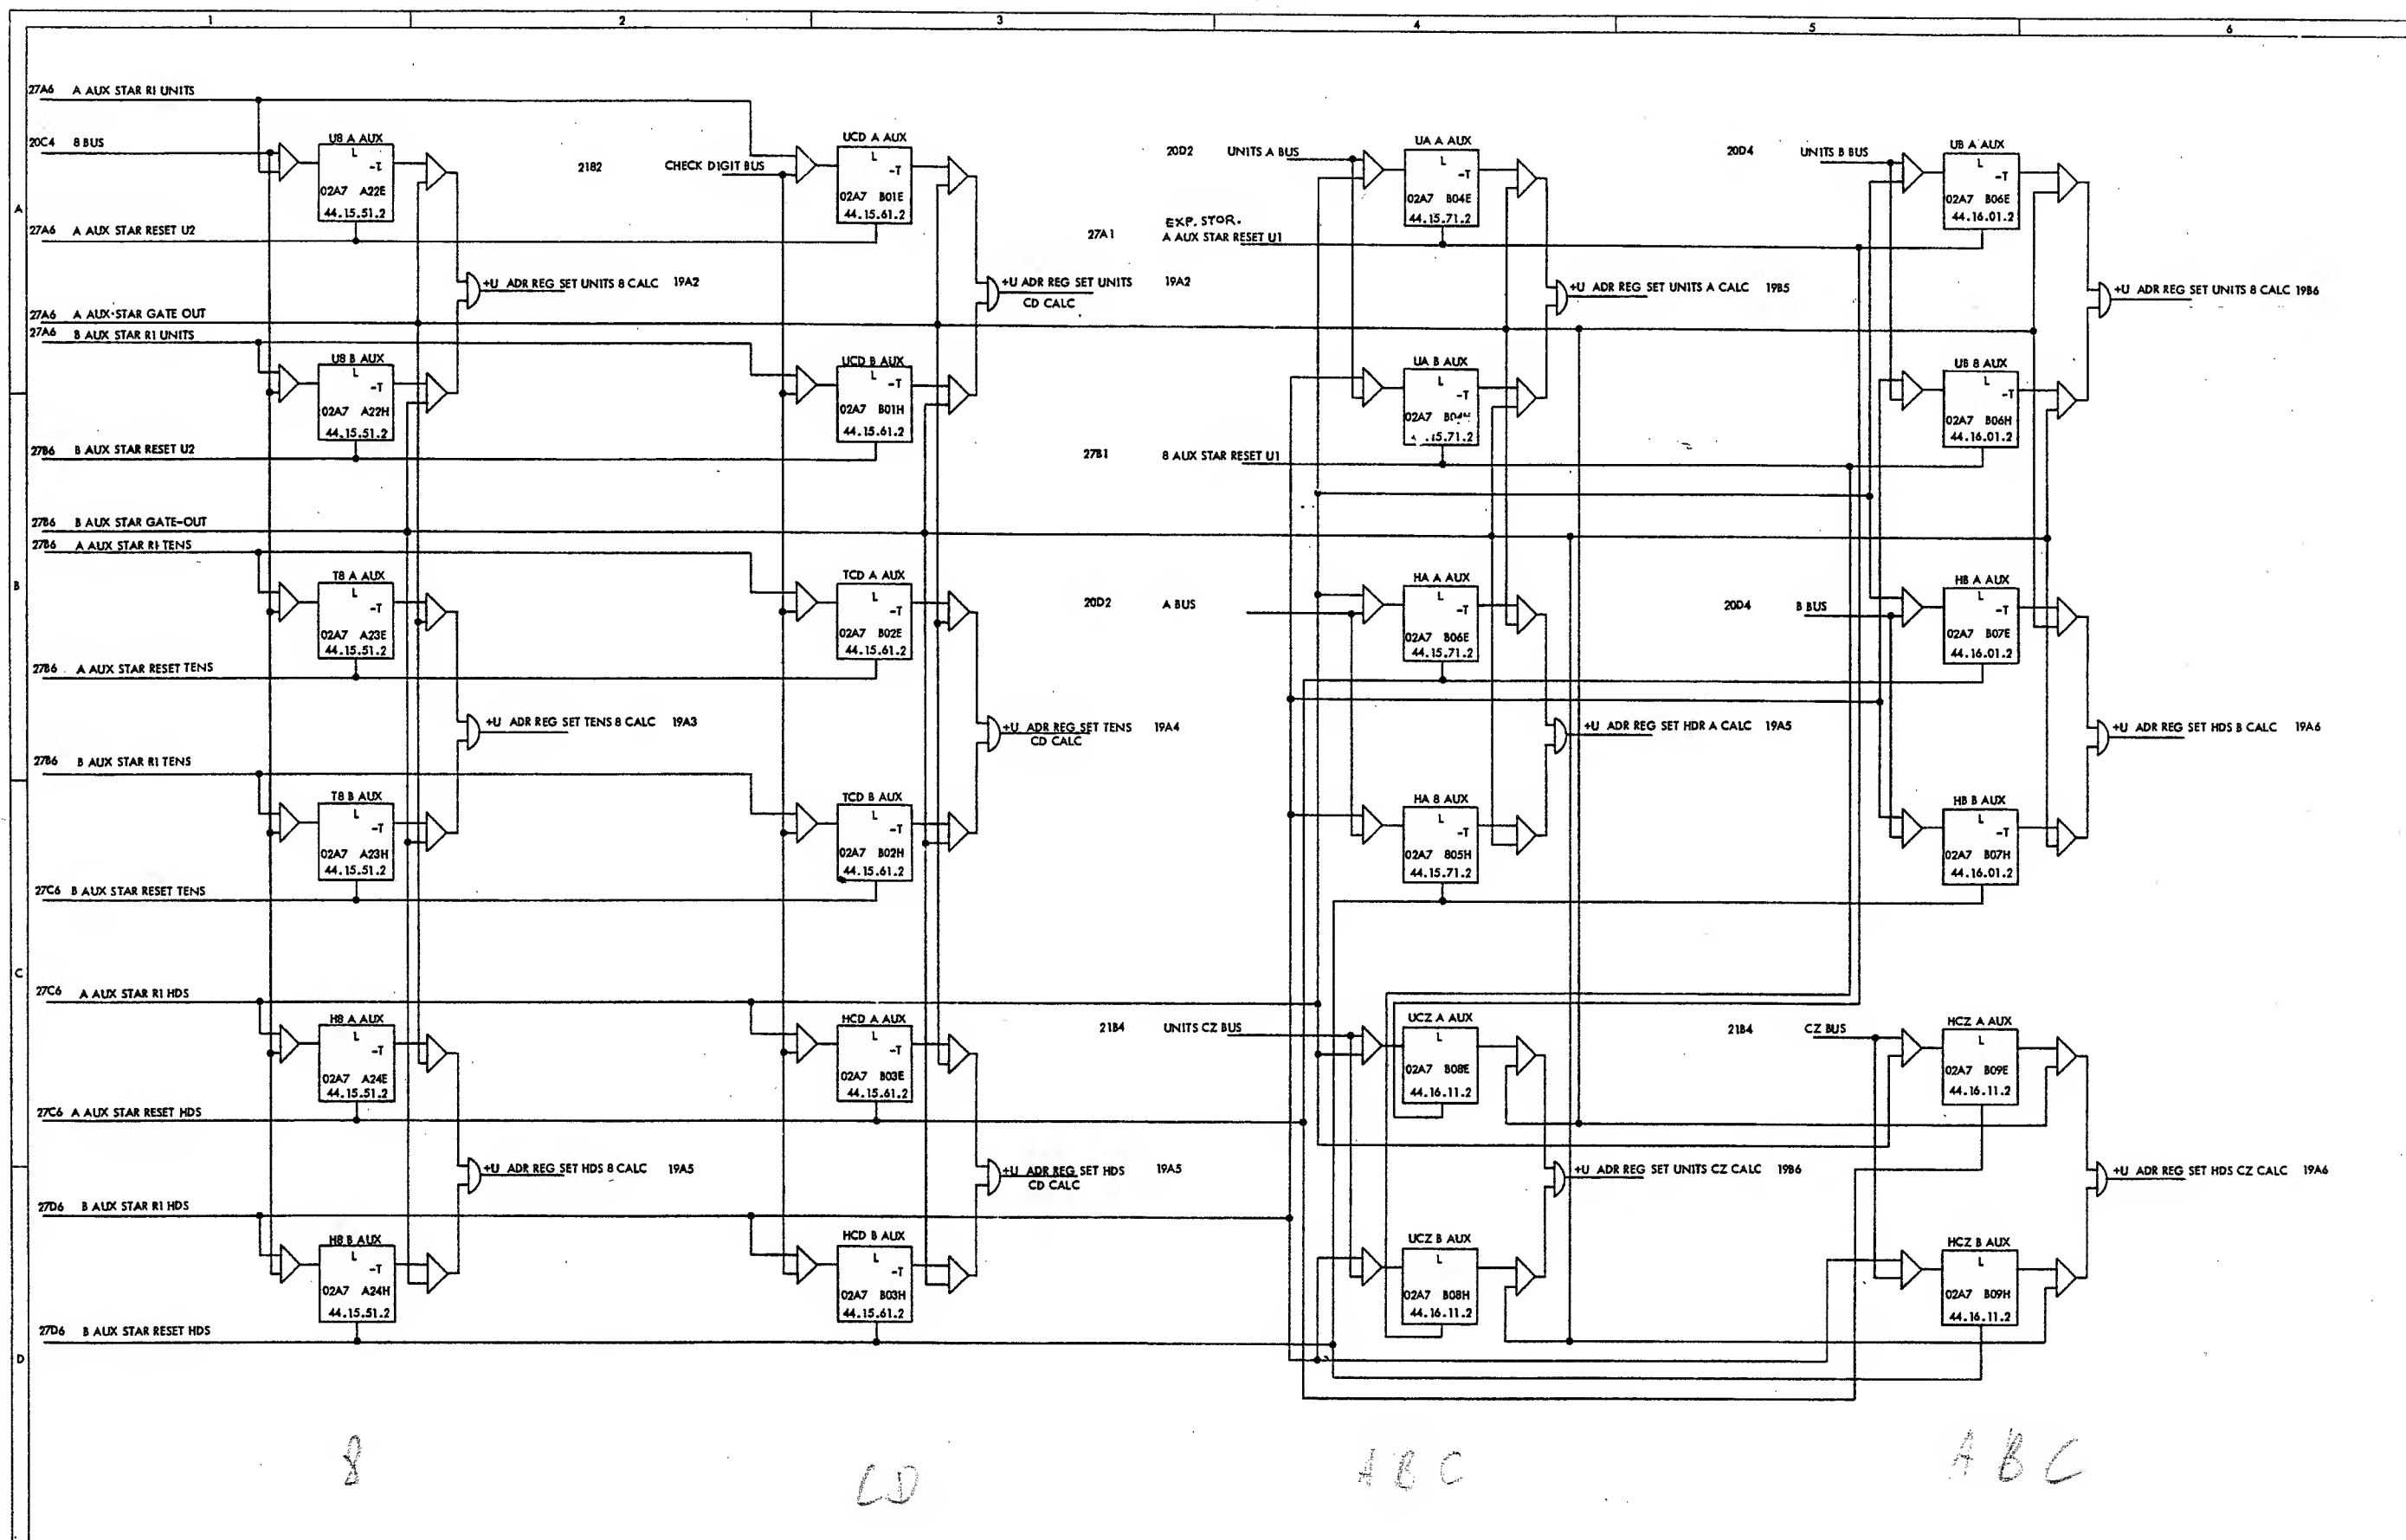 1 2 3 4 5 6
A
B
C
D
27A6 A AUX STAR RI UNITS
20C4 8 BUS
U8 A AUX
L
-T
02A7 A22E
44.15.51.2
27A6 A AUX STAR RESET U2
+U ADR REG SET UNITS 8 CALC 19A2
27A6 A AUX-STAR GATE OUT
27A6 B AUX STAR RI UNITS
U8 B AUX
L
-T
02A7 A22H
44.15.51.2
27B6 B AUX STAR RESET U2
27B6 B AUX STAR GATE-OUT
27B6 A AUX STAR RI TENS
T8 A AUX
L
-T
02A7 A23E
44.15.51.2
27B6 A AUX STAR RESET TENS
+U ADR REG SET TENS 8 CALC 19A3
27B6 B AUX STAR RI TENS
T8 B AUX
L
-T
02A7 A23H
44.15.51.2
27C6 B AUX STAR RESET TENS
27C6 A AUX STAR RI HDS
H8 A AUX
L
-T
02A7 A24E
44.15.51.2
27C6 A AUX STAR RESET HDS
+U ADR REG SET HDS 8 CALC 19A5
27D6 B AUX STAR RI HDS
H8 B AUX
L
-T
02A7 A24H
44.15.51.2
27D6 B AUX STAR RESET HDS
8
21B2 CHECK DIGIT BUS
UCD A AUX
L
-T
02A7 B01E
44.15.61.2
+U ADR REG SET UNITS 19A2
CD CALC
UCD B AUX
L
-T
02A7 B01H
44.15.61.2
TCD A AUX
L
-T
02A7 B02E
44.15.61.2
+U ADR REG SET TENS 19A4
CD CALC
TCD B AUX
L
-T
02A7 B02H
44.15.61.2
HCD A AUX
L
-T
02A7 B03E
44.15.61.2
+U ADR REG SET HDS 19A5
CD CALC
HCD B AUX
L
-T
02A7 B03H
44.15.61.2
CD
20D2 UNITS A BUS
UA A AUX
L
-T
02A7 B04E
44.15.71.2
EXP. STOR.
27A1 A AUX STAR RESET U1
+U ADR REG SET UNITS A CALC 19B5
UA B AUX
L
-T
02A7
.15.71.2
27B1 8 AUX STAR RESET U1
20D2 A BUS
HA A AUX
L
-T
02A7 B06E
44.15.71.2
+U ADR REG SET HDR A CALC 19A5
HA 8 AUX
L
-T
02A7 805H
44.15.71.2
21B4 UNITS CZ BUS
UCZ A AUX
L
02A7 B08E
44.16.11.2
+U ADR REG SET UNITS CZ CALC 19B6
UCZ B AUX
L
02A7 B08H
44.16.11.2
A B C
20D4 UNITS B BUS
UB A AUX
L
-T
02A7 B06E
44.16.01.2
+U ADR REG SET UNITS 8 CALC 19B6
UB 8 AUX
L
-T
02A7 B06H
44.16.01.2
20D4 B BUS
HB A AUX
L
-T
02A7 B07E
44.16.01.2
+U ADR REG SET HDS B CALC 19A6
HB B AUX
L
-T
02A7 B07H
44.16.01.2
21B4 CZ BUS
HCZ A AUX
L
02A7 B09E
44.16.11.2
+U ADR REG SET HDS CZ CALC 19A6
HCZ B AUX
L
02A7 B09H
44.16.11.2
A B C